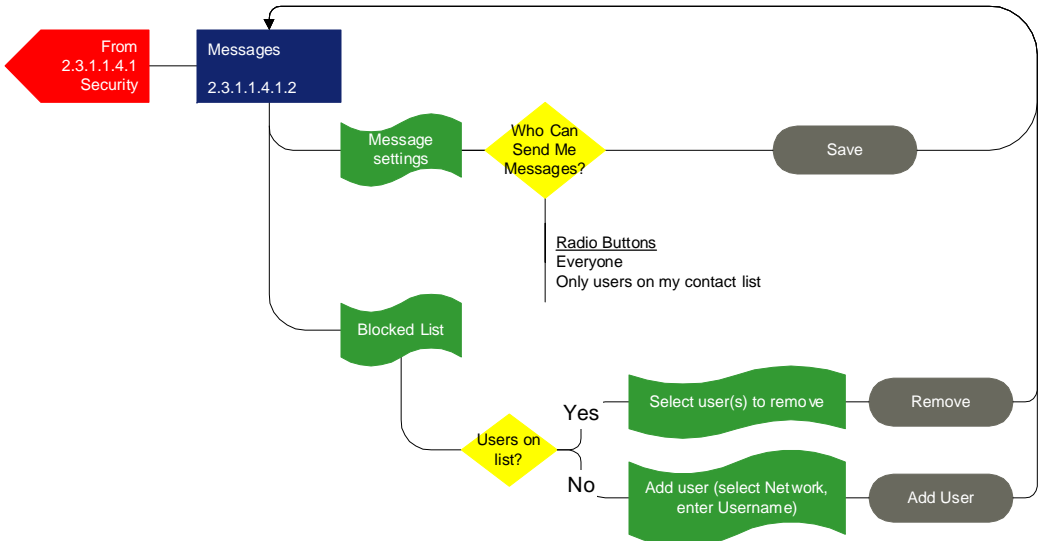 From
2.3.1.1.4.1
Security
Messages
2.3.1.1.4.1.2
Message
settings
Who Can
Send Me
Messages?
Save
Radio Buttons
Everyone
Only users on my contact list
Blocked List
Users on
list?
Yes
Select user(s) to remove
Remove
No
Add user (select Network,
enter Username)
Add User